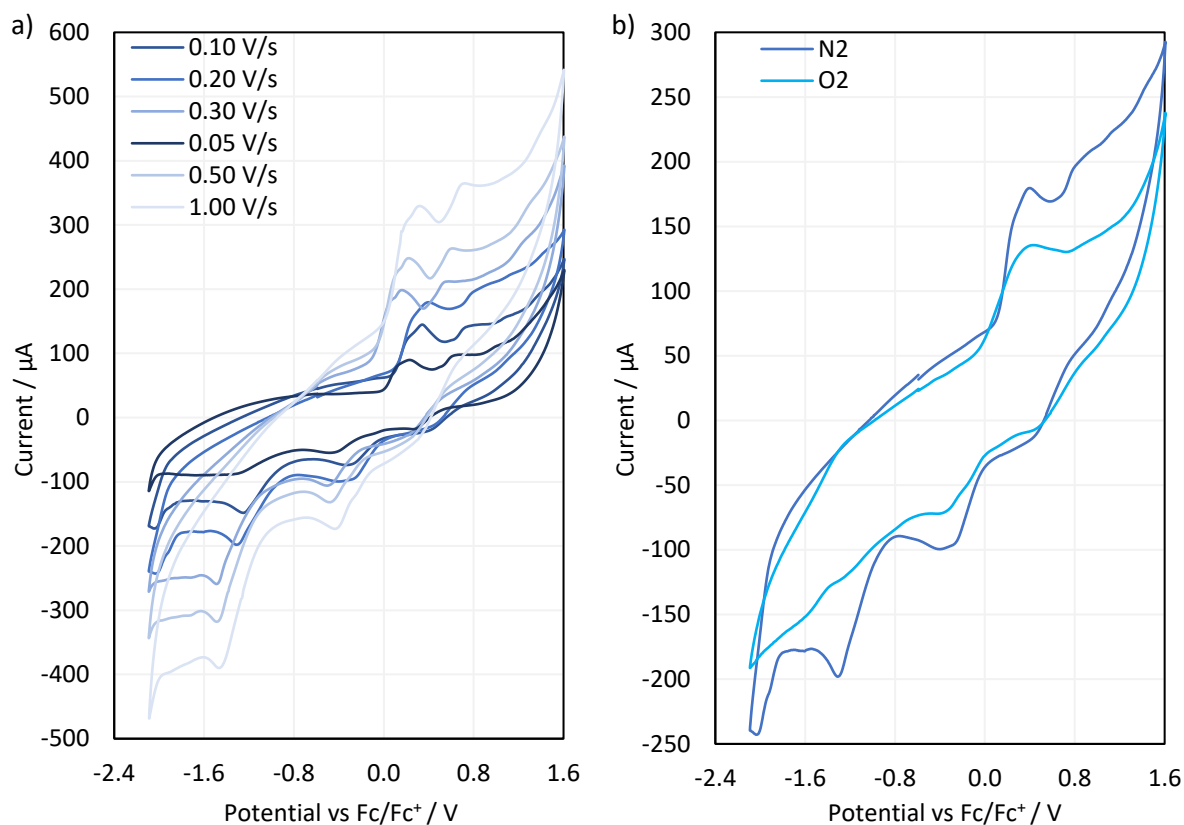 a)
600
500
400
300
200
100
0
-100
-200
-300
-400
-500
Current / µA
0.10 V/s
0.20 V/s
0.30 V/s
0.05 V/s
0.50 V/s
1.00 V/s
-2.4 -1.6 -0.8 0.0 0.8 1.6
Potential vs Fc/Fc⁺ / V
b)
300
250
200
150
100
50
0
-50
-100
-150
-200
-250
Current / µA
N2
O2
-2.4 -1.6 -0.8 0.0 0.8 1.6
Potential vs Fc/Fc⁺ / V